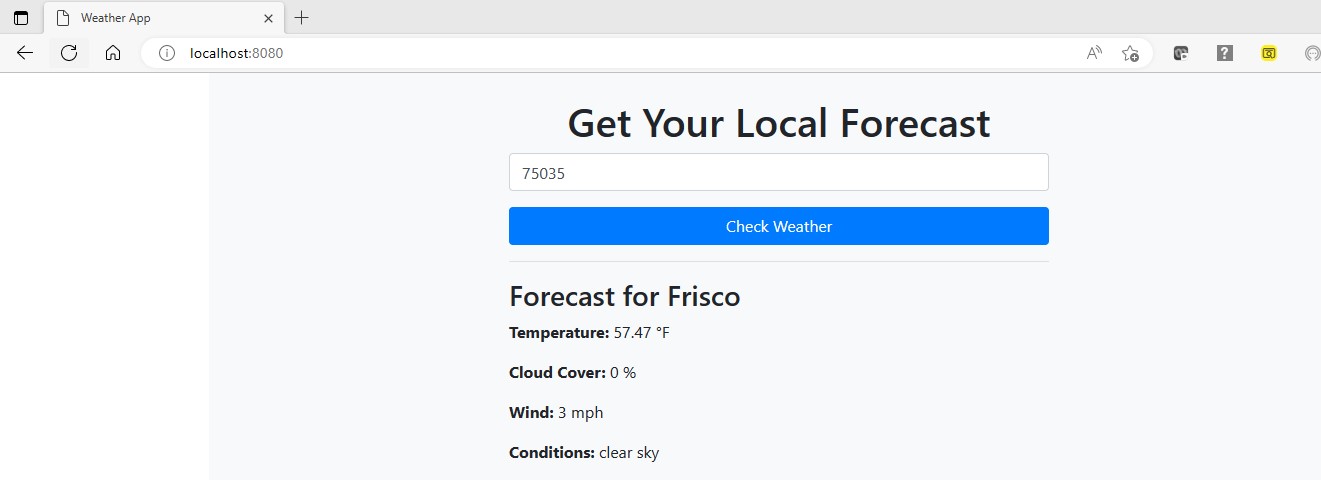 Weather App
localhost:8080
Get Your Local Forecast
75035
Check Weather
Forecast for Frisco
Temperature: 57.47 °F
Cloud Cover: 0 %
Wind: 3 mph
Conditions: clear sky